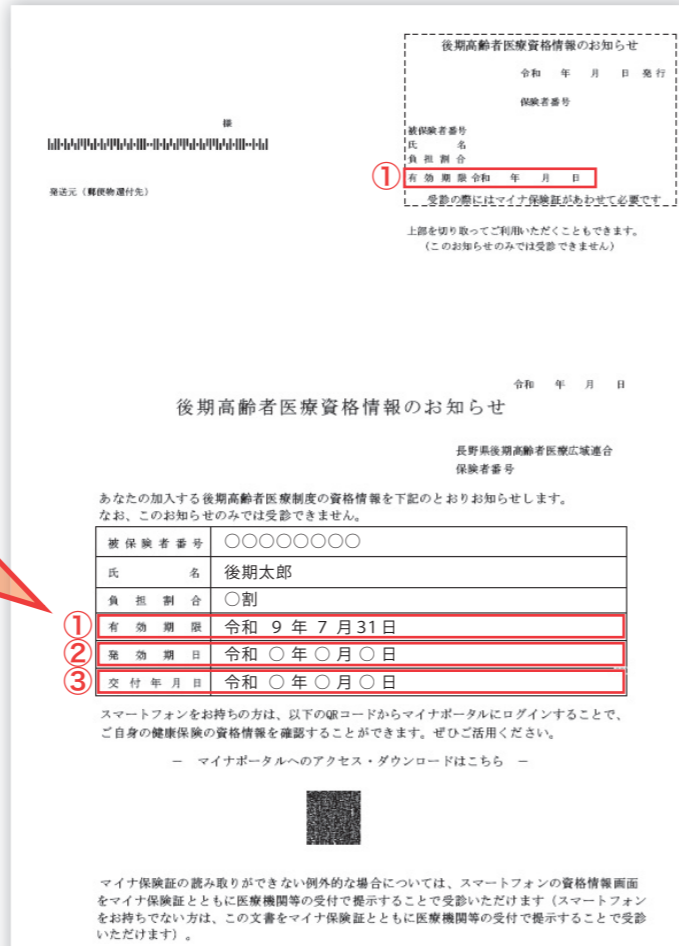 後期高齢者医療資格情報のお知らせ
令和 年 月 日 発行
保険者番号
被保険者番号
氏 名
負担割合
① 有効期限 令和 年 月 日
受診の際にはマイナ保険証があわせて必要です
様
発送元（郵便物還付先）
上部を切り取ってご利用いただくこともできます。
（このお知らせのみでは受診できません）
令和 年 月 日
後期高齢者医療資格情報のお知らせ
長野県後期高齢者医療広域連合
保険者番号
あなたの加入する後期高齢者医療制度の資格情報を下記のとおりお知らせします。
なお、このお知らせのみでは受診できません。
被保険者番号 ○○○○○○○○
氏 名 後期太郎
負担割合 ○割
① 有効期限 令和 9 年 7 月 31 日
② 発効期日 令和 ○ 年 ○ 月 ○ 日
③ 交付年月日 令和 ○ 年 ○ 月 ○ 日
スマートフォンをお持ちの方は、以下のQRコードからマイナポータルにログインすることで、
ご自身の健康保険の資格情報を確認することができます。ぜひご活用ください。
－ マイナポータルへのアクセス・ダウンロードはこちら －
マイナ保険証の読み取りができない例外的な場合については、スマートフォンの資格情報画面
をマイナ保険証とともに医療機関等の受付で提示することで受診いただけます（スマートフォン
をお持ちでない方は、この文書をマイナ保険証とともに医療機関等の受付で提示することで受診
いただけます）。